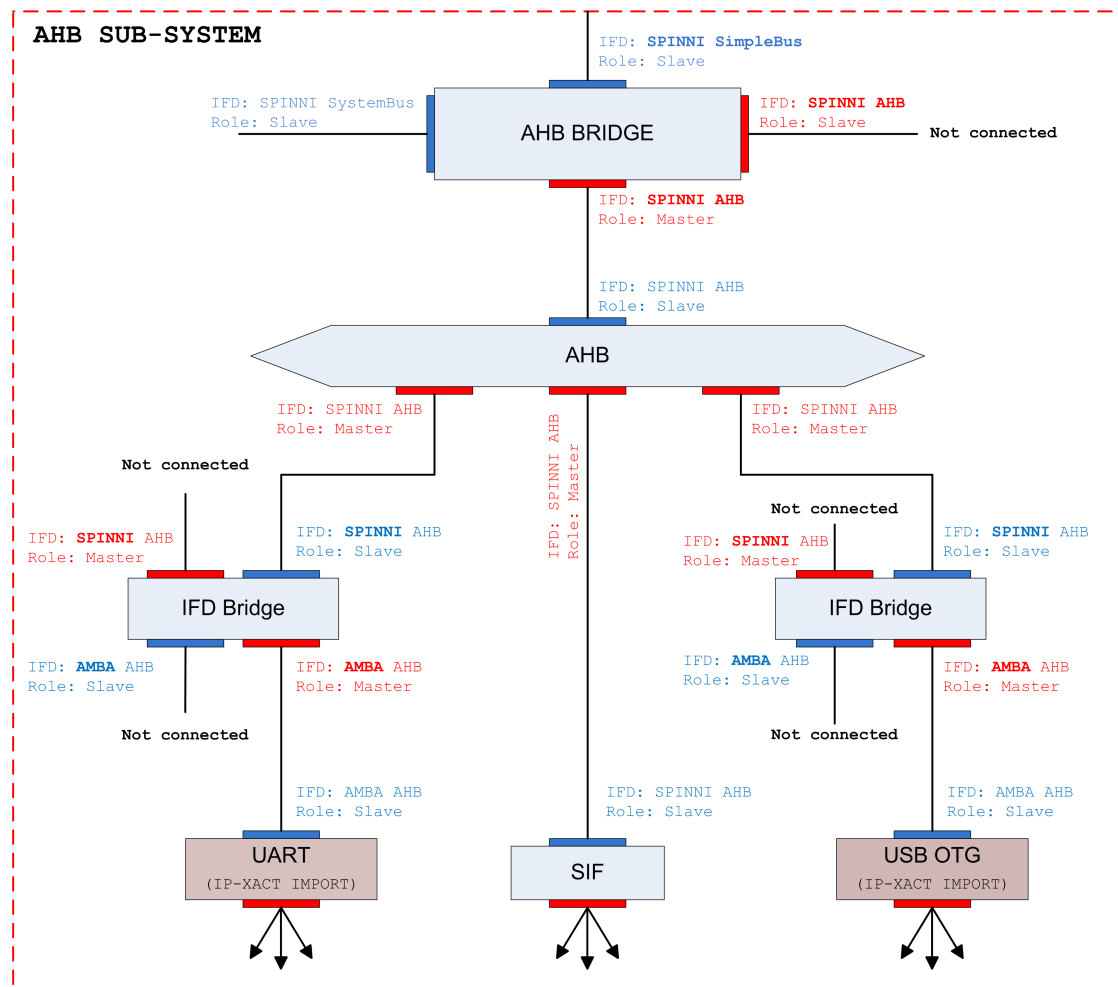 AHB SUB-SYSTEM
IFD: SPINNI SimpleBus
Role: Slave
IFD: SPINNI SystemBus
Role: Slave
AHB BRIDGE
IFD: SPINNI AHB
Role: Slave
Not connected
IFD: SPINNI AHB
Role: Master
IFD: SPINNI AHB
Role: Slave
AHB
IFD: SPINNI AHB
Role: Master
IFD: SPINNI AHB
Role: Master
IFD: SPINNI AHB
Role: Master
Not connected
IFD: SPINNI AHB
Role: Master
IFD: SPINNI AHB
Role: Slave
IFD Bridge
IFD: AMBA AHB
Role: Slave
IFD: AMBA AHB
Role: Master
Not connected
Not connected
IFD: SPINNI AHB
Role: Master
IFD: SPINNI AHB
Role: Slave
IFD Bridge
IFD: AMBA AHB
Role: Slave
IFD: AMBA AHB
Role: Master
Not connected
IFD: AMBA AHB
Role: Slave
UART
(IP-XACT IMPORT)
IFD: SPINNI AHB
Role: Slave
SIF
IFD: AMBA AHB
Role: Slave
USB OTG
(IP-XACT IMPORT)